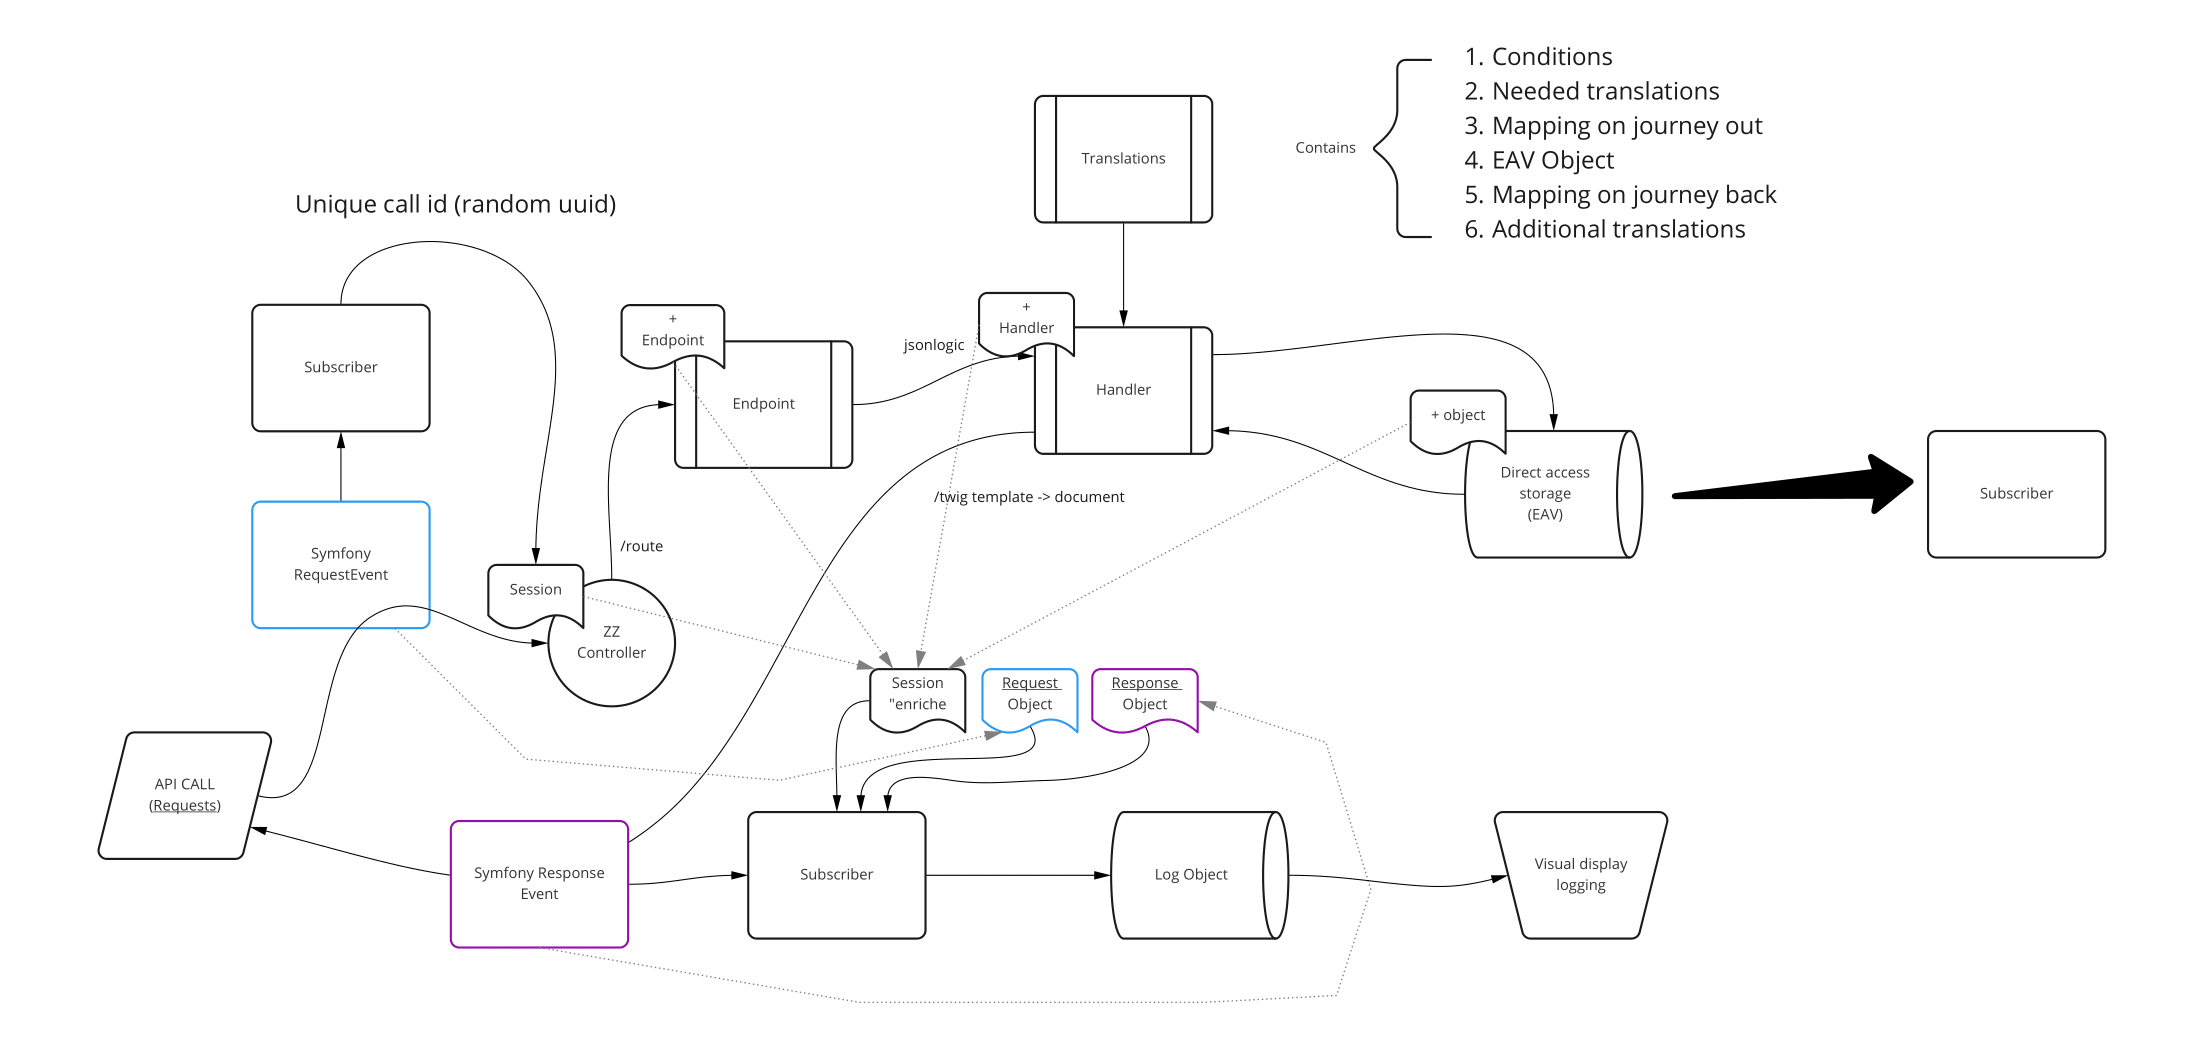 1. Conditions
2. Needed translations
3. Mapping on journey out
4. EAV Object
5. Mapping on journey back
6. Additional translations
Contains
Translations
Unique call id (random uuid)
Subscriber
+
Endpoint
Endpoint
jsonlogic
+
Handler
Handler
+ object
Direct access
storage
(EAV)
Subscriber
/twig template -> document
Symfony
RequestEvent
/route
Session
ZZ
Controller
Session
"enriche
Request
Object
Response
Object
API CALL
(Requests)
Symfony Response
Event
Subscriber
Log Object
Visual display
logging